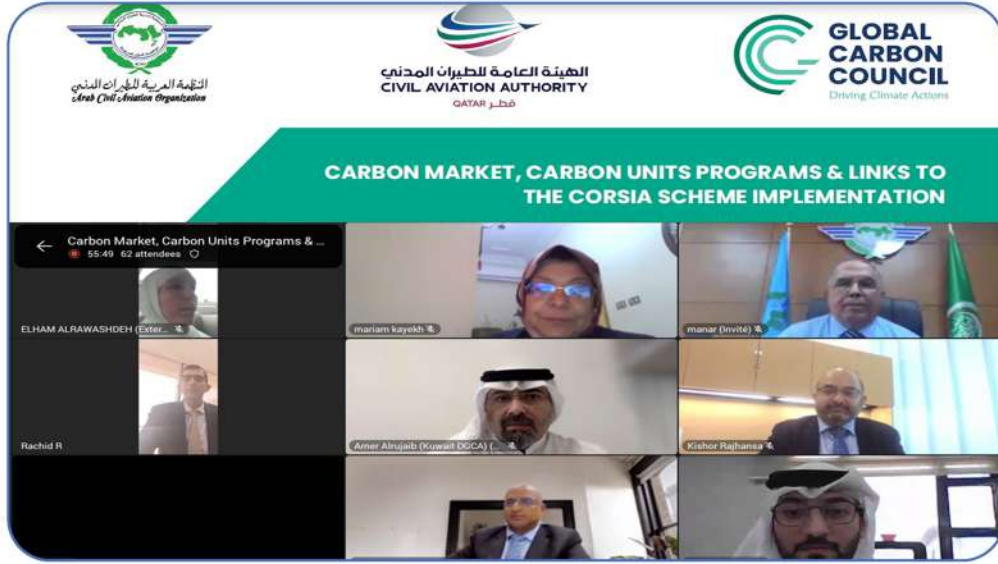 المنظمة العربية للطيران المدني
Arab Civil Aviation Organization
الهيئة العامة للطيران المدني
CIVIL AVIATION AUTHORITY
QATAR قطر
GLOBAL
CARBON
COUNCIL
Driving Climate Actions
CARBON MARKET, CARBON UNITS PROGRAMS & LINKS TO
THE CORSIA SCHEME IMPLEMENTATION
Carbon Market, Carbon Units Programs & ...
55:49 62 attendees
ELHAM ALRAWASHDEH (Exter...
mariam kayekh
manar (Invité)
Rachid R
Amer Alrujaib (Kuwait DGCA) (...
Kishor Rajhansa